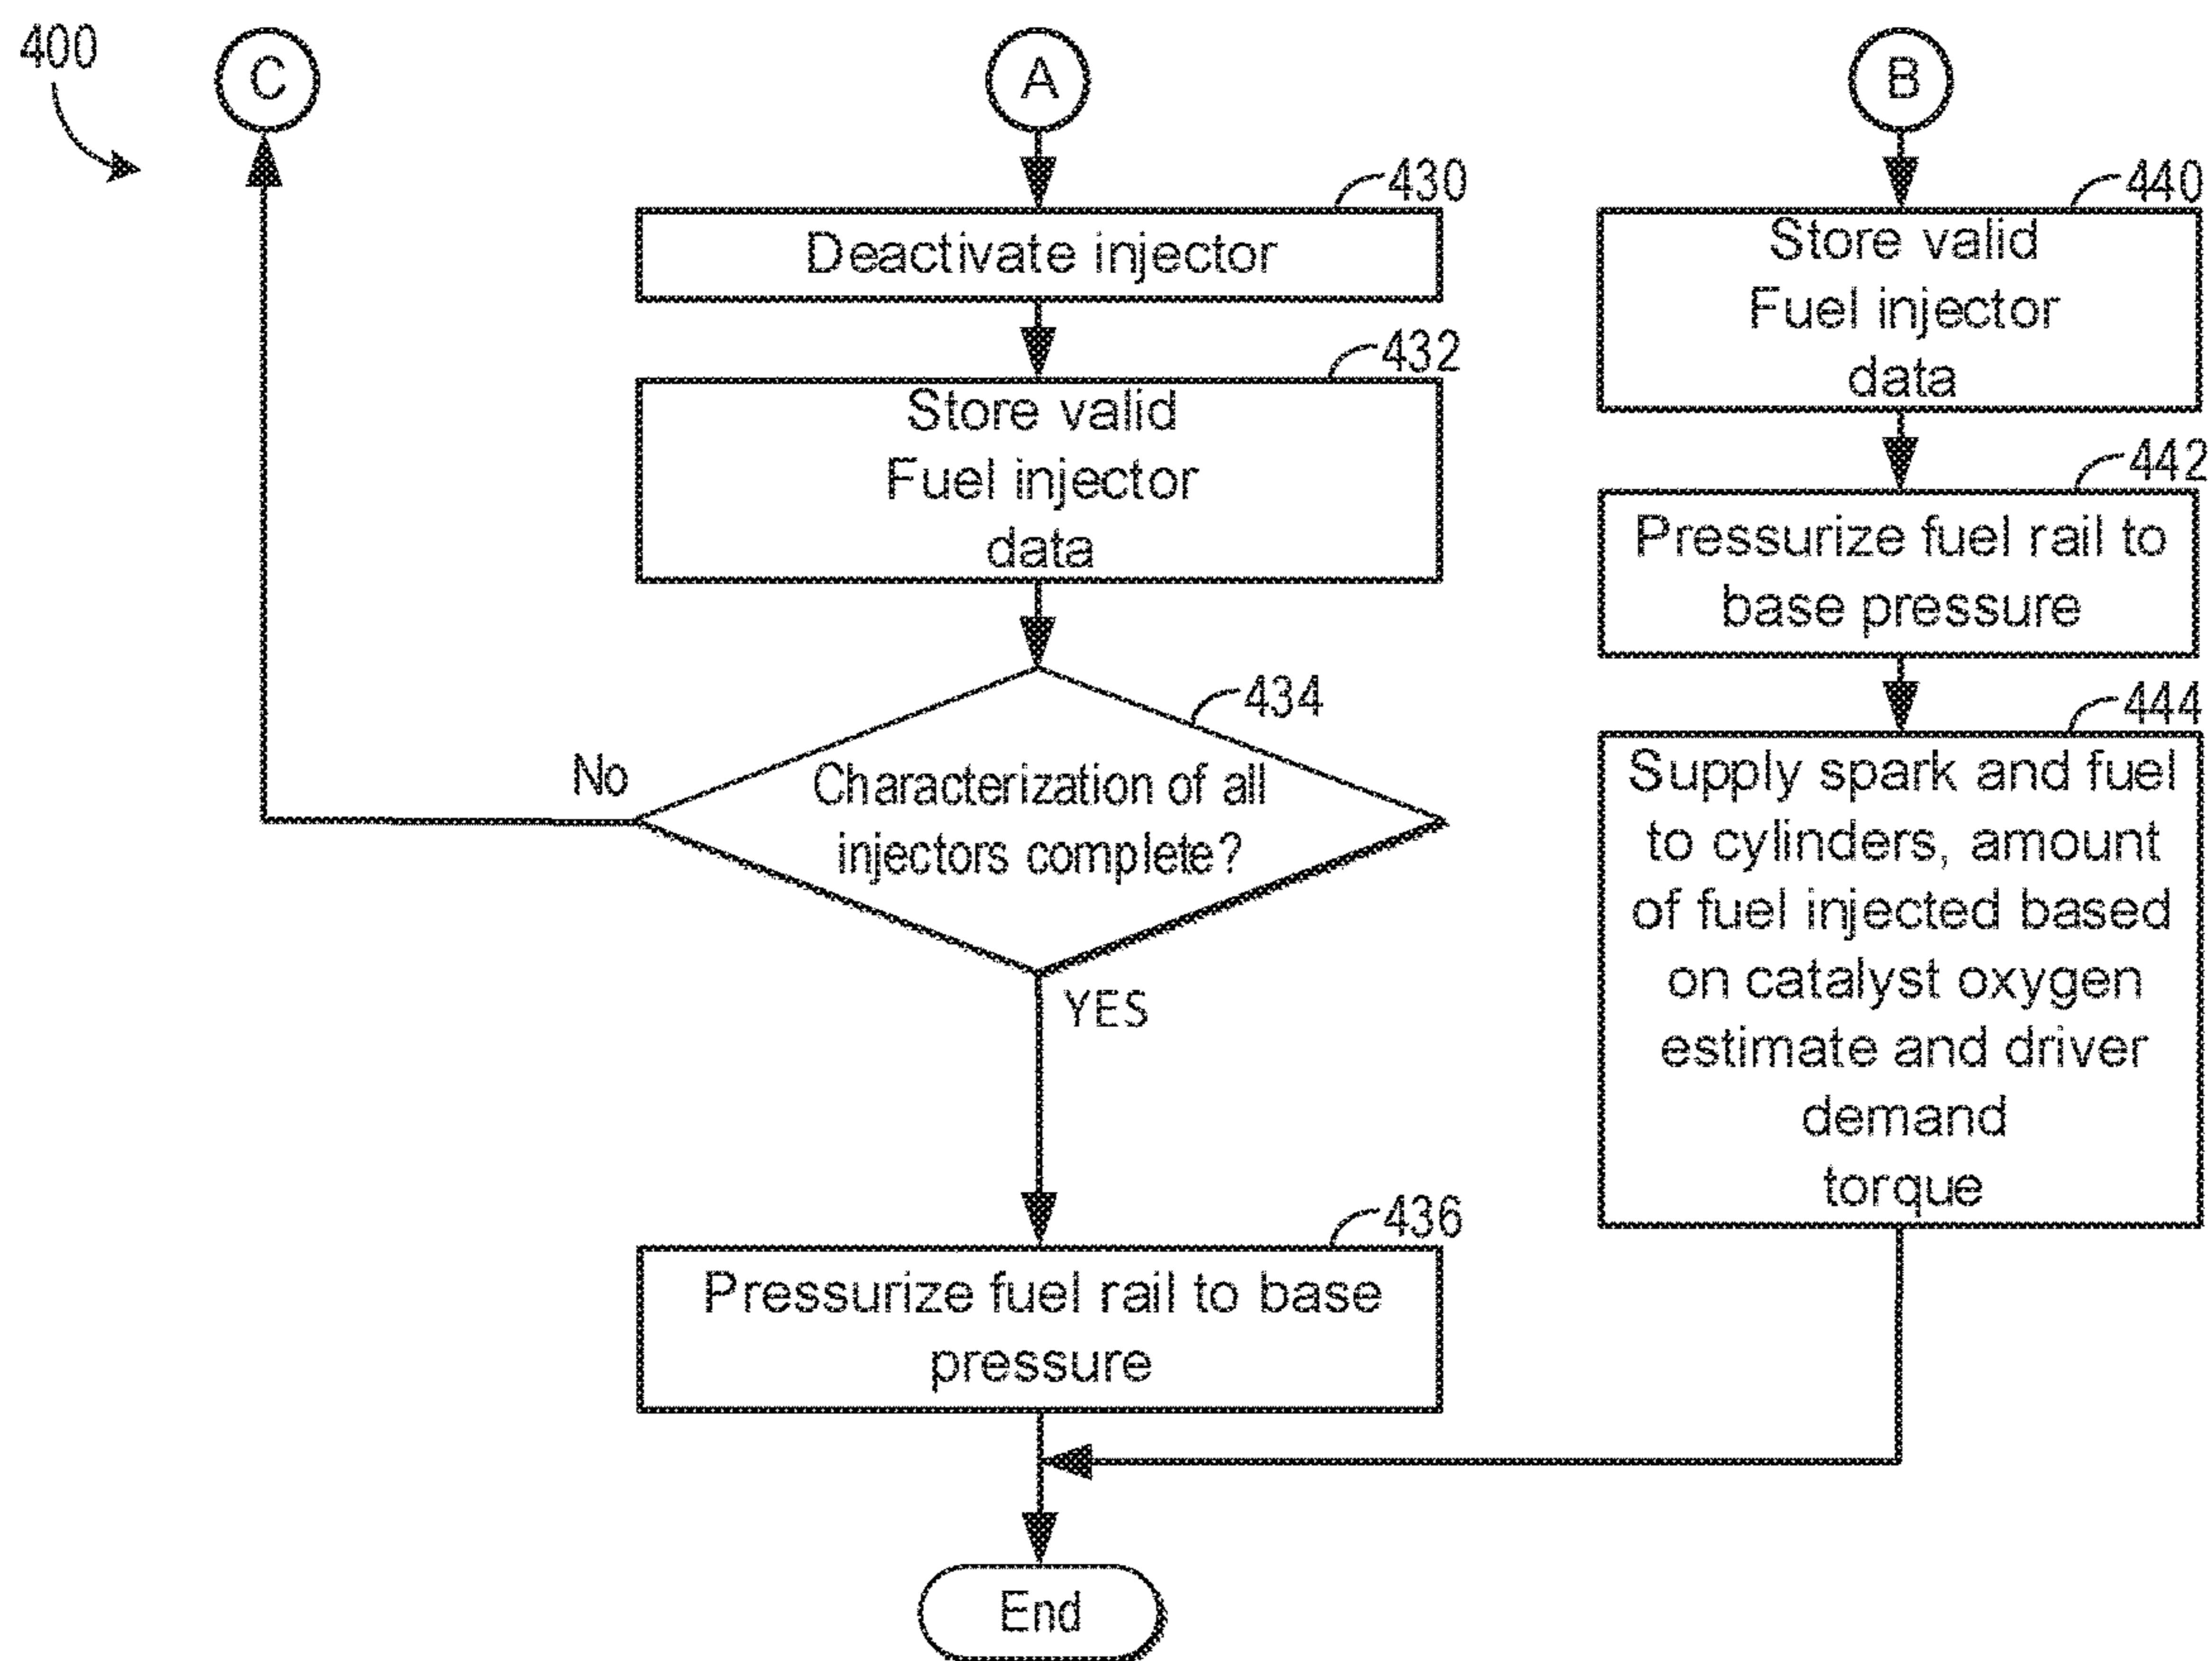 400
C
A
B
430
Deactivate injector
432
Store valid
Fuel injector
data
434
Characterization of all
injectors complete?
No
YES
436
Pressurize fuel rail to base
pressure
End
440
Store valid
Fuel injector
data
442
Pressurize fuel rail to
base pressure
444
Supply spark and fuel
to cylinders, amount
of fuel injected based
on catalyst oxygen
estimate and driver
demand
torque